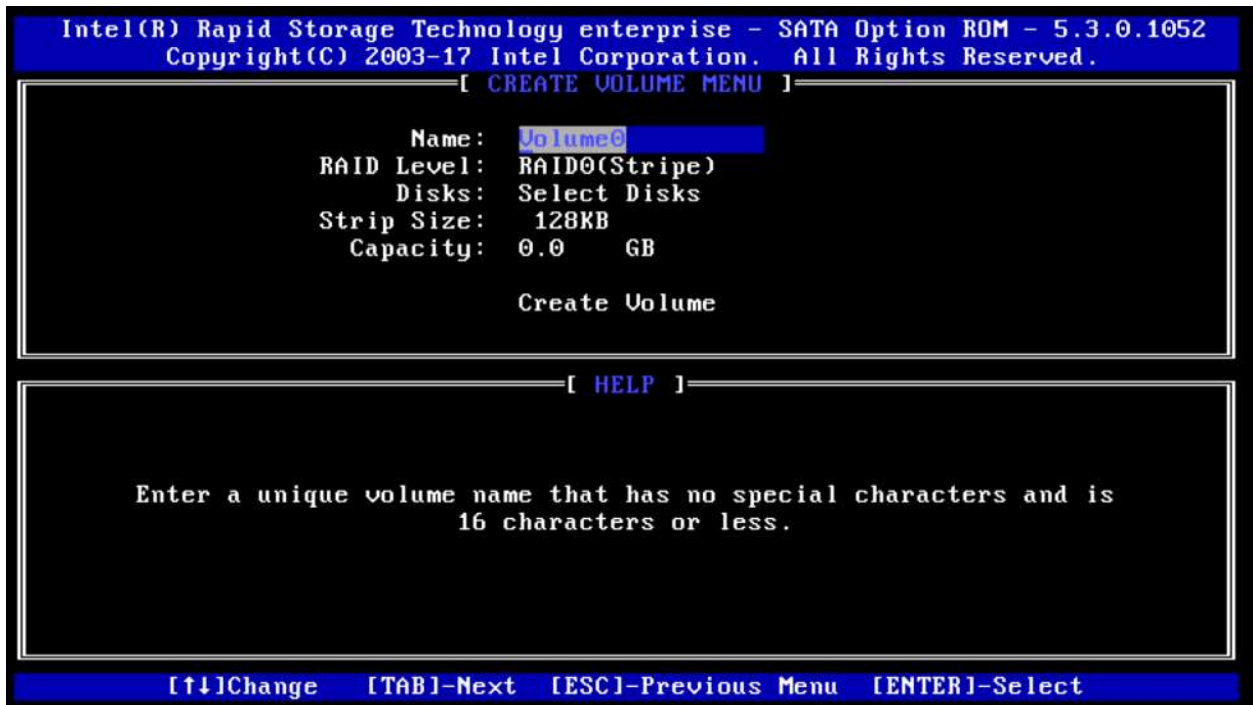 Intel(R) Rapid Storage Technology enterprise - SATA Option ROM - 5.3.0.1052
Copyright(C) 2003-17 Intel Corporation. All Rights Reserved.
[ CREATE VOLUME MENU ]
Name: Volume0
RAID Level: RAID0(Stripe)
Disks: Select Disks
Strip Size: 128KB
Capacity: 0.0 GB
Create Volume
[ HELP ]
Enter a unique volume name that has no special characters and is
16 characters or less.
[↑↓]Change [TAB]-Next [ESC]-Previous Menu [ENTER]-Select